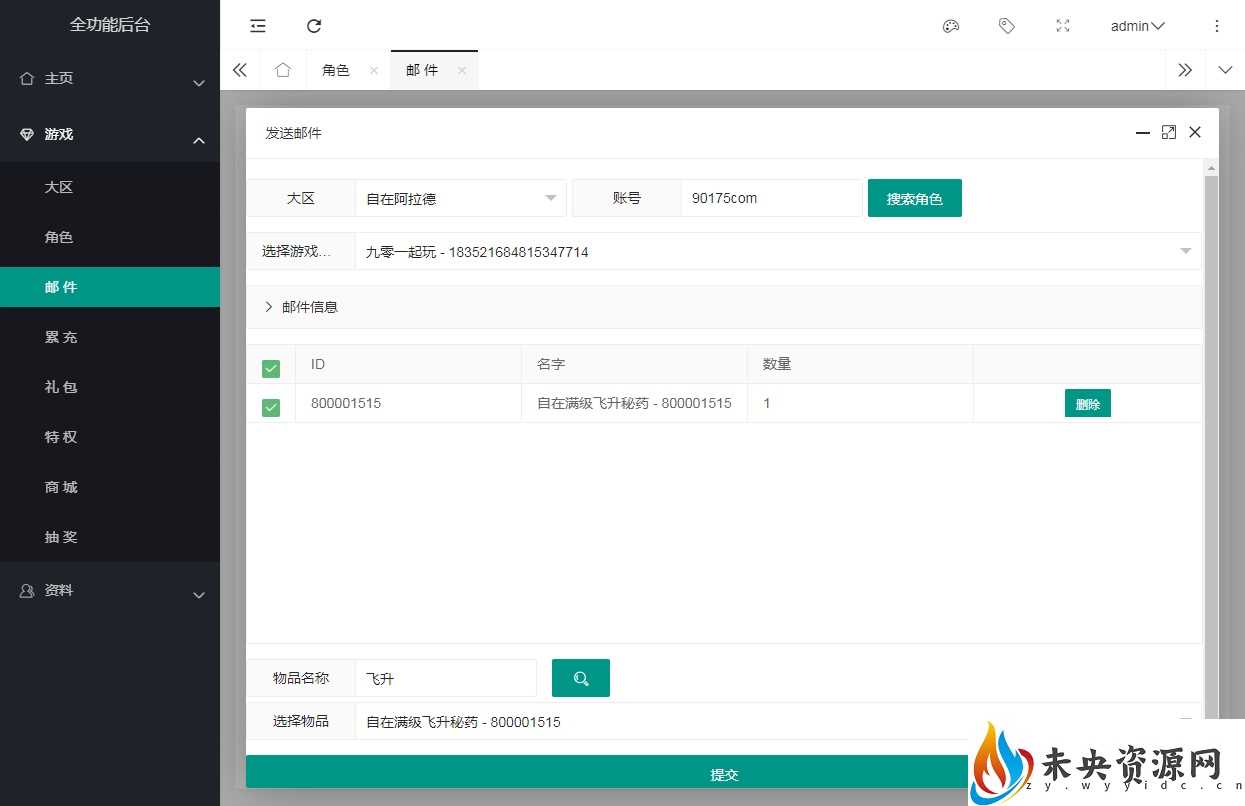 全功能后台
admin
主页
角色
邮 件
游戏
发送邮件
大区
角色
邮 件
累 充
礼 包
特 权
商 城
抽 奖
资料
大区
自在阿拉德
账号
90175com
搜索角色
选择游戏...
九零一起玩 - 183521684815347714
邮件信息
ID
名字
数量
800001515
自在满级飞升秘药 - 800001515
1
删除
物品名称
飞升
选择物品
自在满级飞升秘药 - 800001515
提交
未央资源网
zy.wyyidc.cn